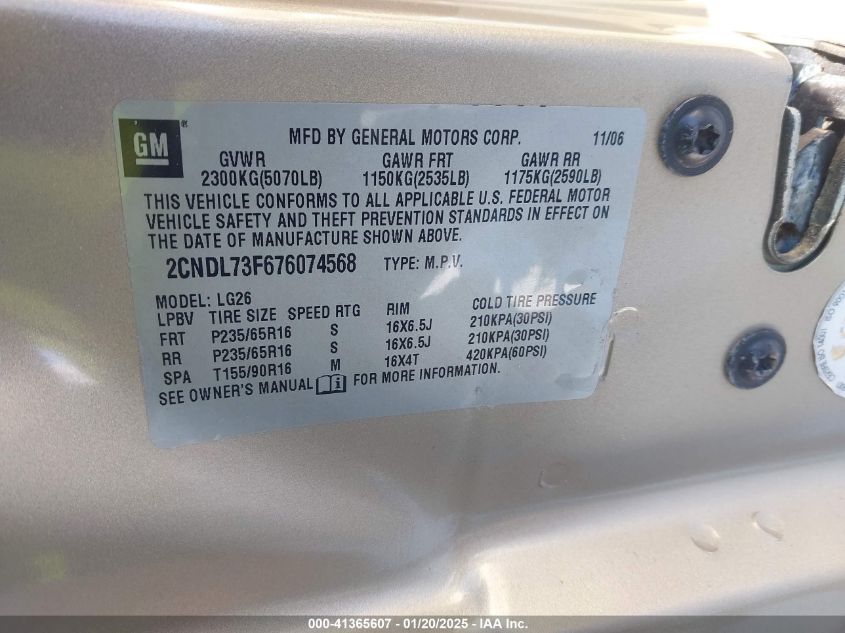 GM ® MFD BY GENERAL MOTORS CORP. 11/06
GVWR GAWR FRT GAWR RR
2300KG(5070LB) 1150KG(2535LB) 1175KG(2590LB)
THIS VEHICLE CONFORMS TO ALL APPLICABLE U.S. FEDERAL MOTOR
VEHICLE SAFETY AND THEFT PREVENTION STANDARDS IN EFFECT ON
THE DATE OF MANUFACTURE SHOWN ABOVE.
2CNDL73F676074568 TYPE: M.P.V.
MODEL: LG26
LPBV TIRE SIZE SPEED RTG RIM COLD TIRE PRESSURE
FRT P235/65R16 S 16X6.5J 210KPA(30PSI)
RR P235/65R16 S 16X6.5J 210KPA(30PSI)
SPA T155/90R16 M 16X4T 420KPA(60PSI)
SEE OWNER'S MANUAL FOR MORE INFORMATION.
000-41365607 - 01/20/2025 - IAA Inc.